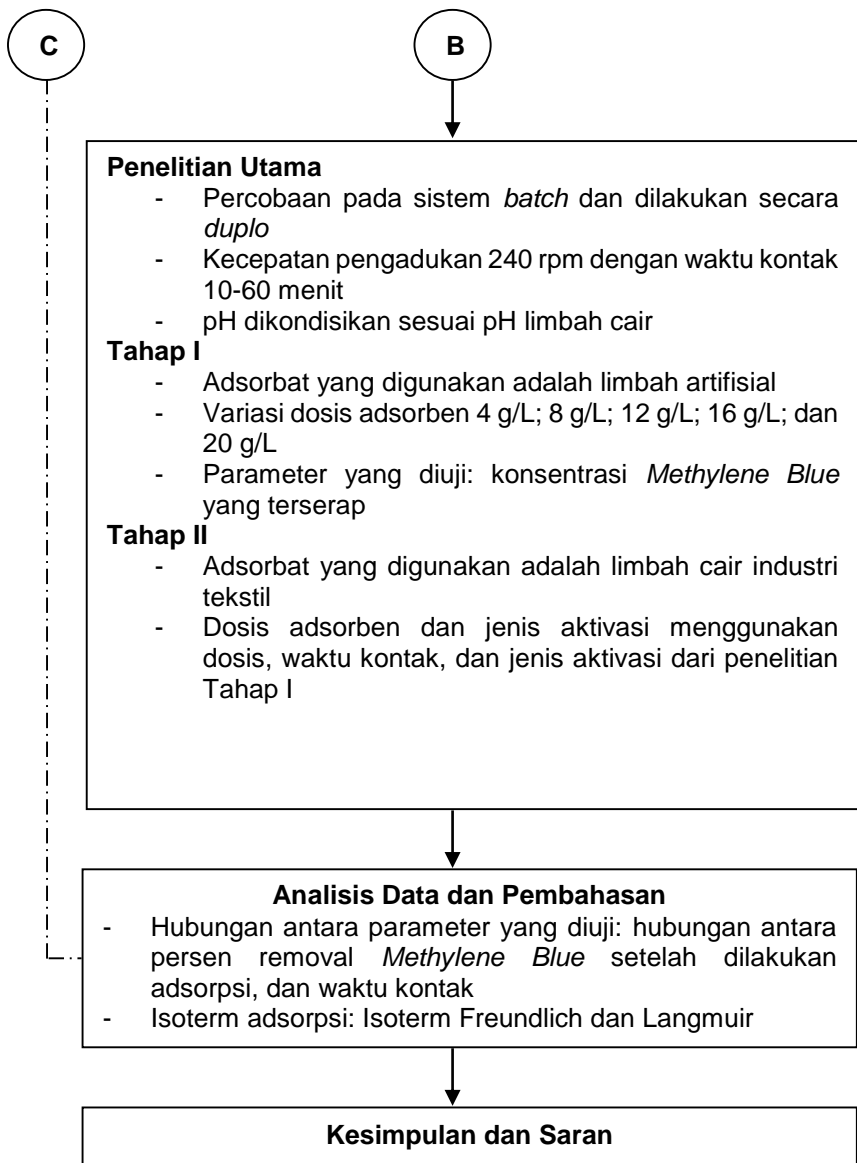 C
B
Penelitian Utama
- Percobaan pada sistem batch dan dilakukan secara
duplo
- Kecepatan pengadukan 240 rpm dengan waktu kontak
10-60 menit
- pH dikondisikan sesuai pH limbah cair
Tahap I
- Adsorbat yang digunakan adalah limbah artifisial
- Variasi dosis adsorben 4 g/L; 8 g/L; 12 g/L; 16 g/L; dan
20 g/L
- Parameter yang diuji: konsentrasi Methylene Blue
yang terserap
Tahap II
- Adsorbat yang digunakan adalah limbah cair industri
tekstil
- Dosis adsorben dan jenis aktivasi menggunakan
dosis, waktu kontak, dan jenis aktivasi dari penelitian
Tahap I
Analisis Data dan Pembahasan
- Hubungan antara parameter yang diuji: hubungan antara
persen removal Methylene Blue setelah dilakukan
adsorpsi, dan waktu kontak
- Isoterm adsorpsi: Isoterm Freundlich dan Langmuir
Kesimpulan dan Saran